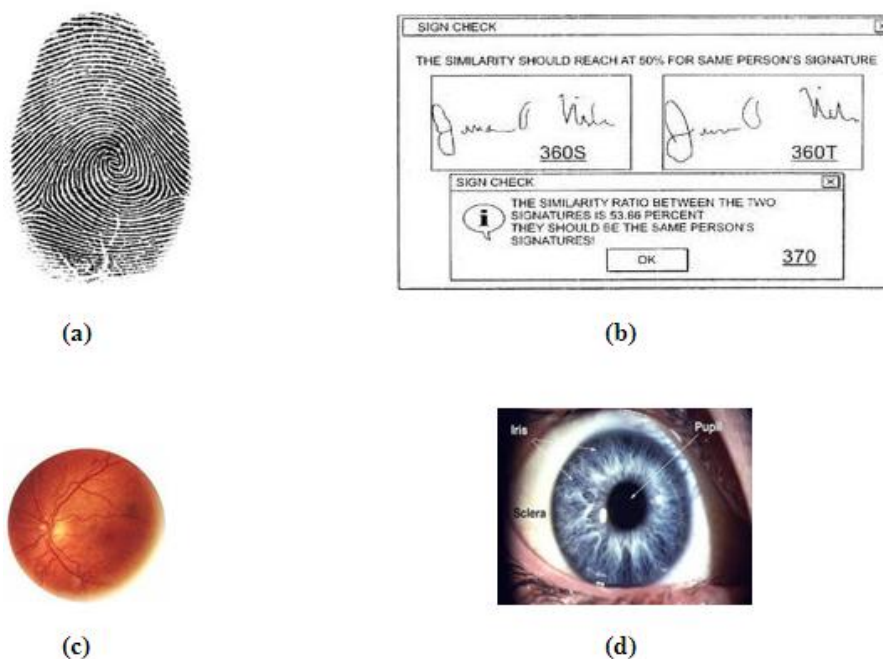 SIGN CHECK
THE SIMILARITY SHOULD REACH AT 50% FOR SAME PERSON'S SIGNATURE
360S
360T
SIGN CHECK
THE SIMILARITY RATIO BETWEEN THE TWO
SIGNATURES IS 53.66 PERCENT
THEY SHOULD BE THE SAME PERSON'S
SIGNATURES!
OK
370
(a)
(b)
Iris
Pupil
Sclera
(c)
(d)